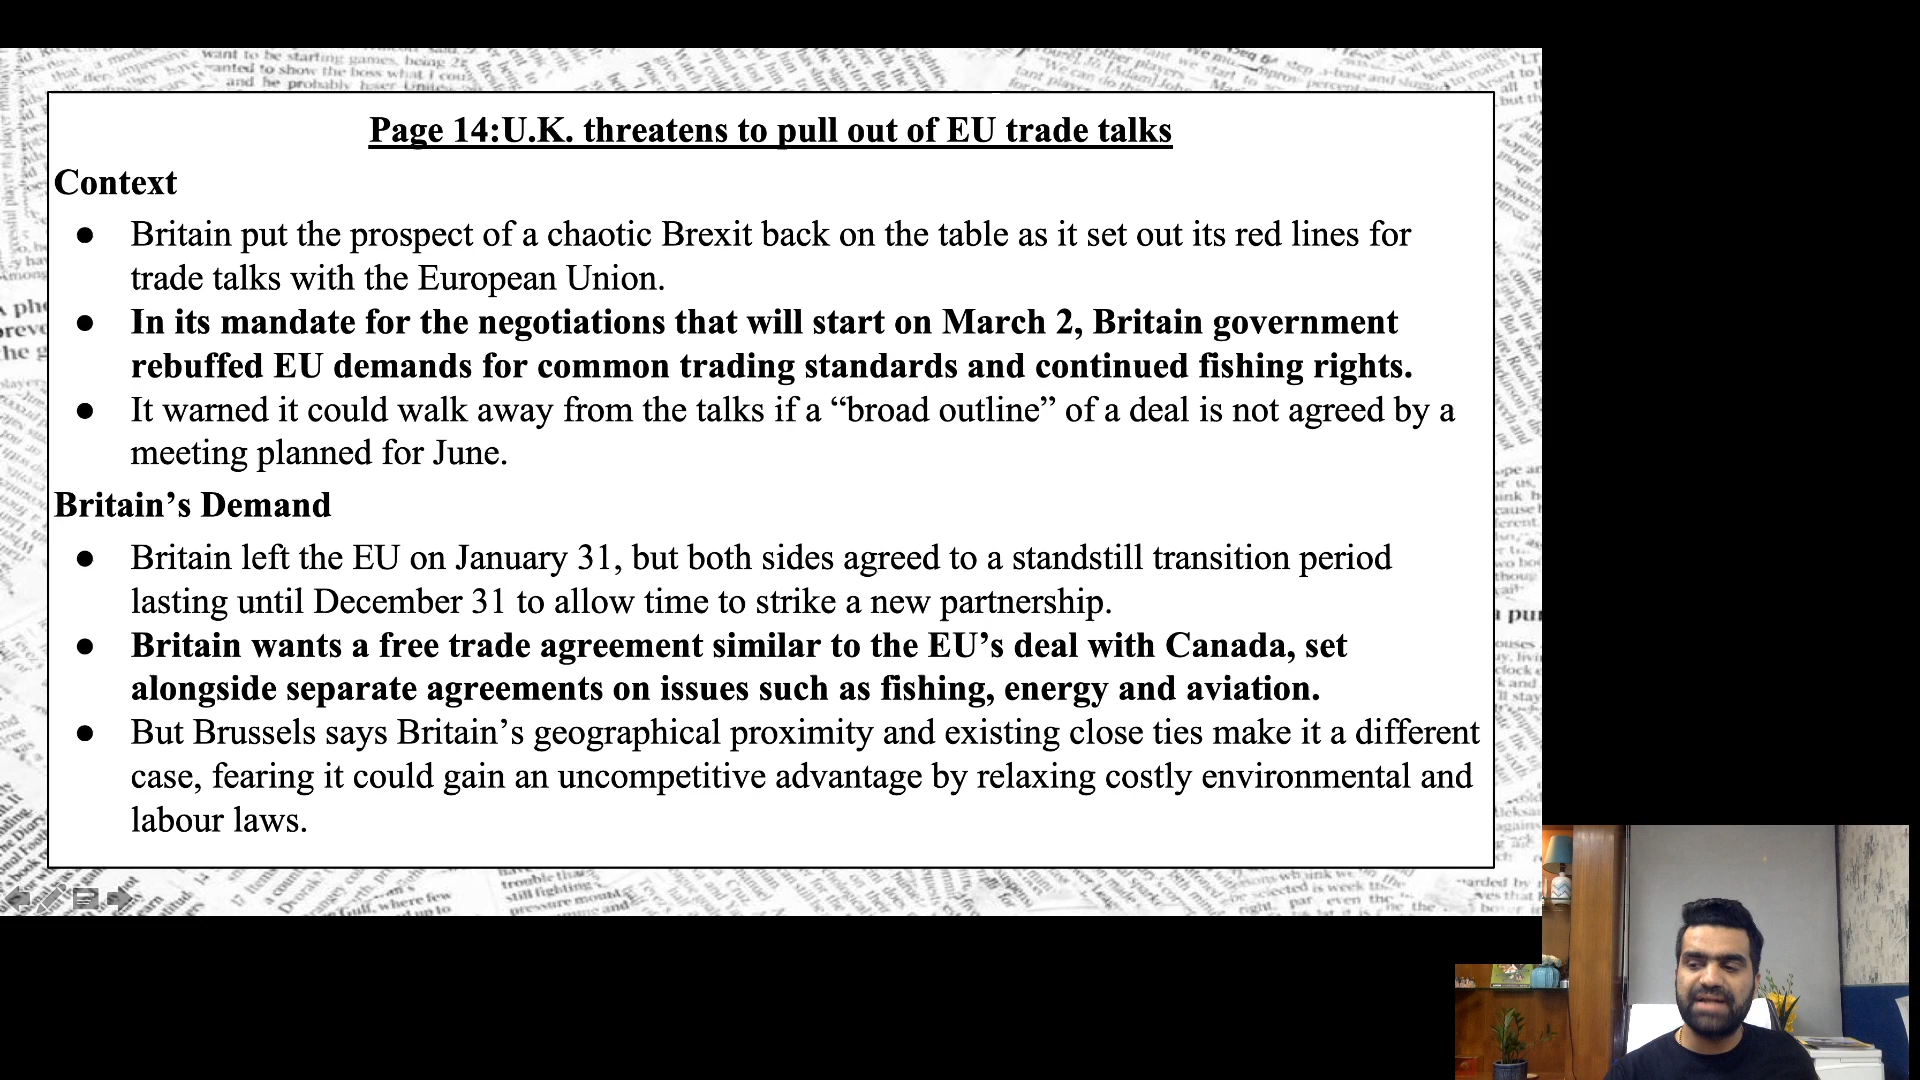 Page 14:U.K. threatens to pull out of EU trade talks
Context
● Britain put the prospect of a chaotic Brexit back on the table as it set out its red lines for
trade talks with the European Union.
● In its mandate for the negotiations that will start on March 2, Britain government
rebuffed EU demands for common trading standards and continued fishing rights.
● It warned it could walk away from the talks if a “broad outline” of a deal is not agreed by a
meeting planned for June.
Britain’s Demand
● Britain left the EU on January 31, but both sides agreed to a standstill transition period
lasting until December 31 to allow time to strike a new partnership.
● Britain wants a free trade agreement similar to the EU’s deal with Canada, set
alongside separate agreements on issues such as fishing, energy and aviation.
● But Brussels says Britain’s geographical proximity and existing close ties make it a different
case, fearing it could gain an uncompetitive advantage by relaxing costly environmental and
labour laws.